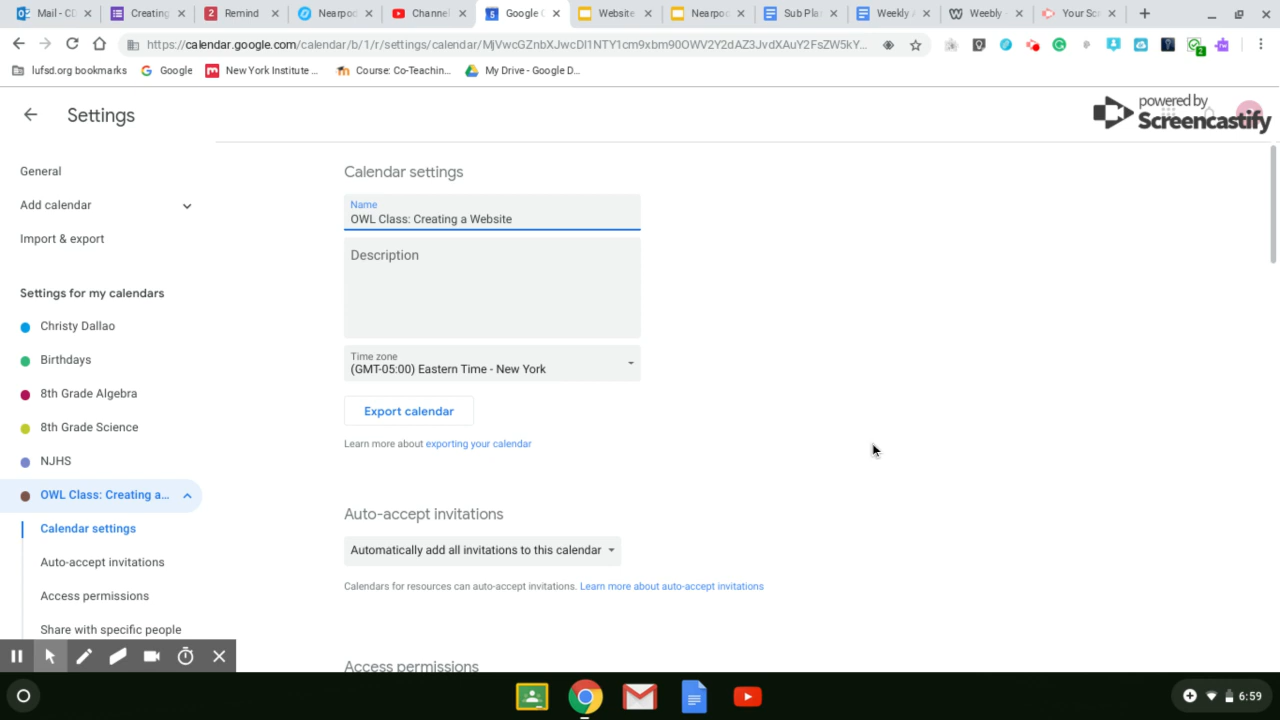 Mail - CD
Creating
Remind
Nearpod
Channel
Google C
Website
Nearpo
Sub Pla
Weekly
Weebly
Your Sc
https://calendar.google.com/calendar/b/1/r/settings/calendar/
lufsd.org bookmarks
Google
New York Institute ...
Course: Co-Teachin...
My Drive - Google D...
Settings
powered by
Screencastify
General
Add calendar
Import & export
Settings for my calendars
Christy Dallao
Birthdays
8th Grade Algebra
8th Grade Science
NJHS
OWL Class: Creating a...
Calendar settings
Auto-accept invitations
Access permissions
Share with specific people
Calendar settings
Name
OWL Class: Creating a Website
Description
Time zone
(GMT-05:00) Eastern Time - New York
Export calendar
Learn more about exporting your calendar
Auto-accept invitations
Automatically add all invitations to this calendar
Calendars for resources can auto-accept invitations. Learn more about auto-accept invitations
Access permissions
6:59